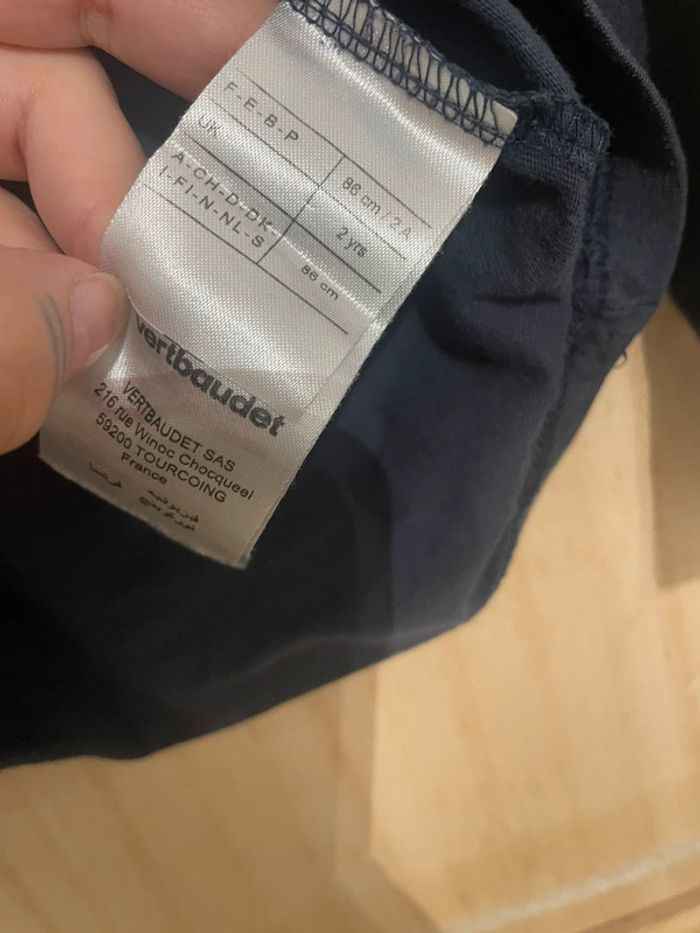 F-E-B-P 86 cm / 2 A
UK 2 yrs
A-CH-D-DK-
I-FI-N-NL-S 86 cm
vertbaudet
VERTBAUDET SAS
216 rue Winoc Chocqueel
59200 TOURCOING
France